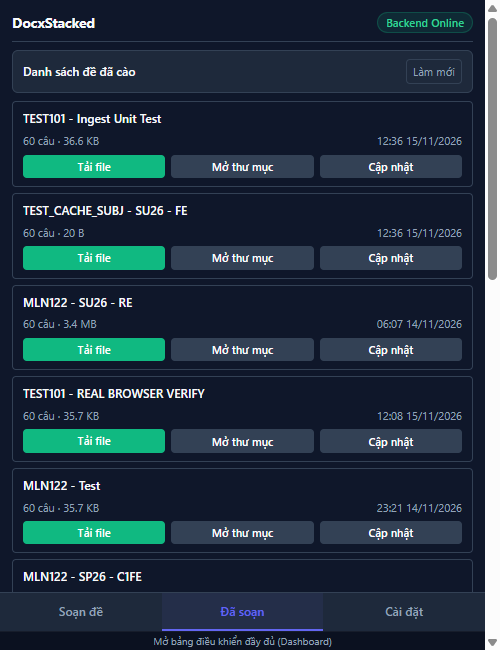 DocxStacked
Backend Online
Danh sách đề đã cào
Làm mới
TEST101 - Ingest Unit Test
60 câu · 36.6 KB
12:36 15/11/2026
Tải file
Mở thư mục
Cập nhật
TEST_CACHE_SUBJ - SU26 - FE
60 câu · 20 B
12:36 15/11/2026
Tải file
Mở thư mục
Cập nhật
MLN122 - SU26 - RE
60 câu · 3.4 MB
06:07 14/11/2026
Tải file
Mở thư mục
Cập nhật
TEST101 - REAL BROWSER VERIFY
60 câu · 35.7 KB
12:08 15/11/2026
Tải file
Mở thư mục
Cập nhật
MLN122 - Test
60 câu · 35.7 KB
23:21 14/11/2026
Tải file
Mở thư mục
Cập nhật
MLN122 - SP26 - C1FE
Soạn đề
Đã soạn
Cài đặt
Mở bảng điều khiển đầy đủ (Dashboard)